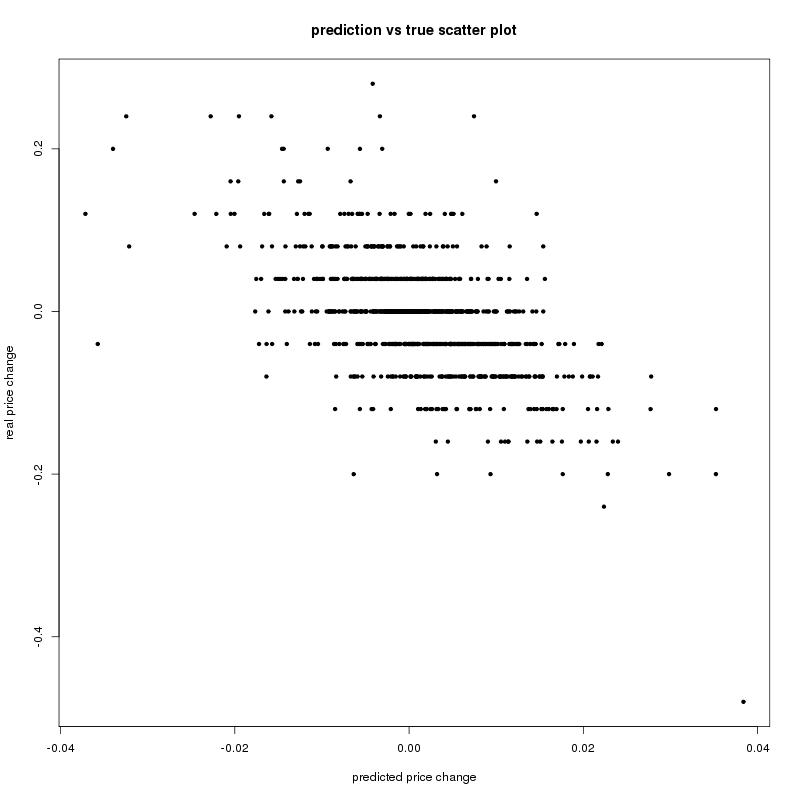 prediction vs true scatter plot
real price change
0.2
0.0
-0.2
-0.4
-0.04 -0.02 0.00 0.02 0.04
predicted price change